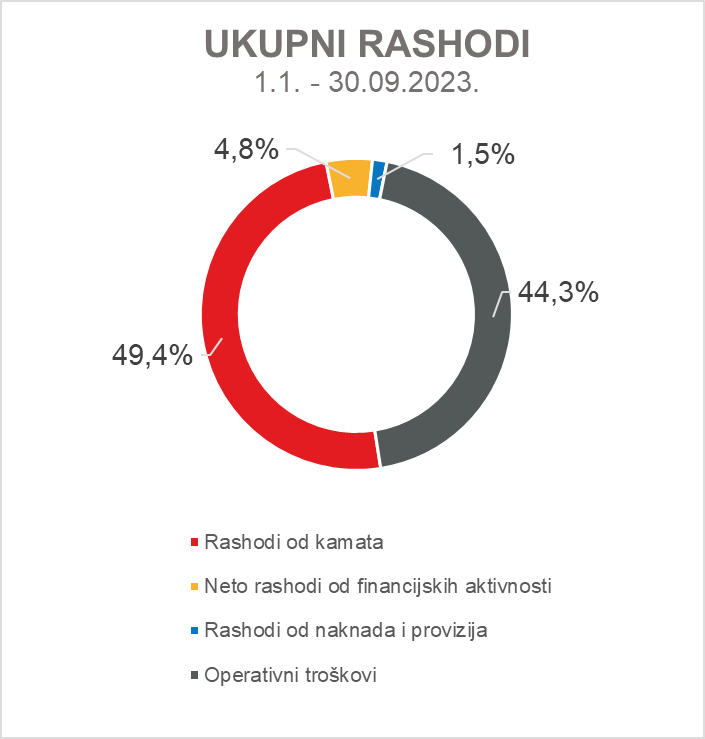 UKUPNI RASHODI
1.1. - 30.09.2023.
4,8%
1,5%
44,3%
49,4%
Rashodi od kamata
Neto rashodi od financijskih aktivnosti
Rashodi od naknada i provizija
Operativni troškovi